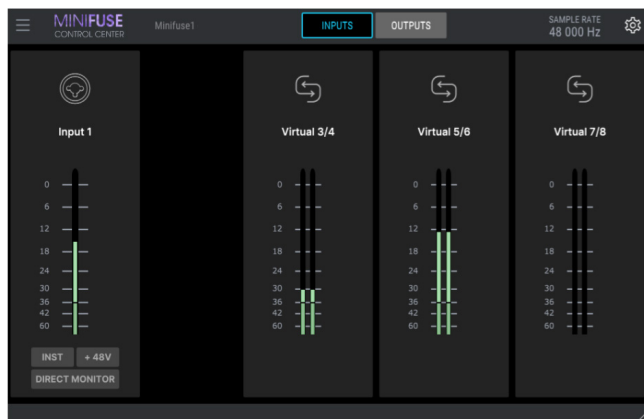 MINIFUSE
CONTROL CENTER
Minifuse1
INPUTS
OUTPUTS
SAMPLE RATE
48 000 Hz
Input 1
0
6
12
18
24
30
36
42
60
INST
+ 48V
DIRECT MONITOR
Virtual 3/4
0
6
12
18
24
30
36
42
60
Virtual 5/6
0
6
12
18
24
30
36
42
60
Virtual 7/8
0
6
12
18
24
30
36
42
60